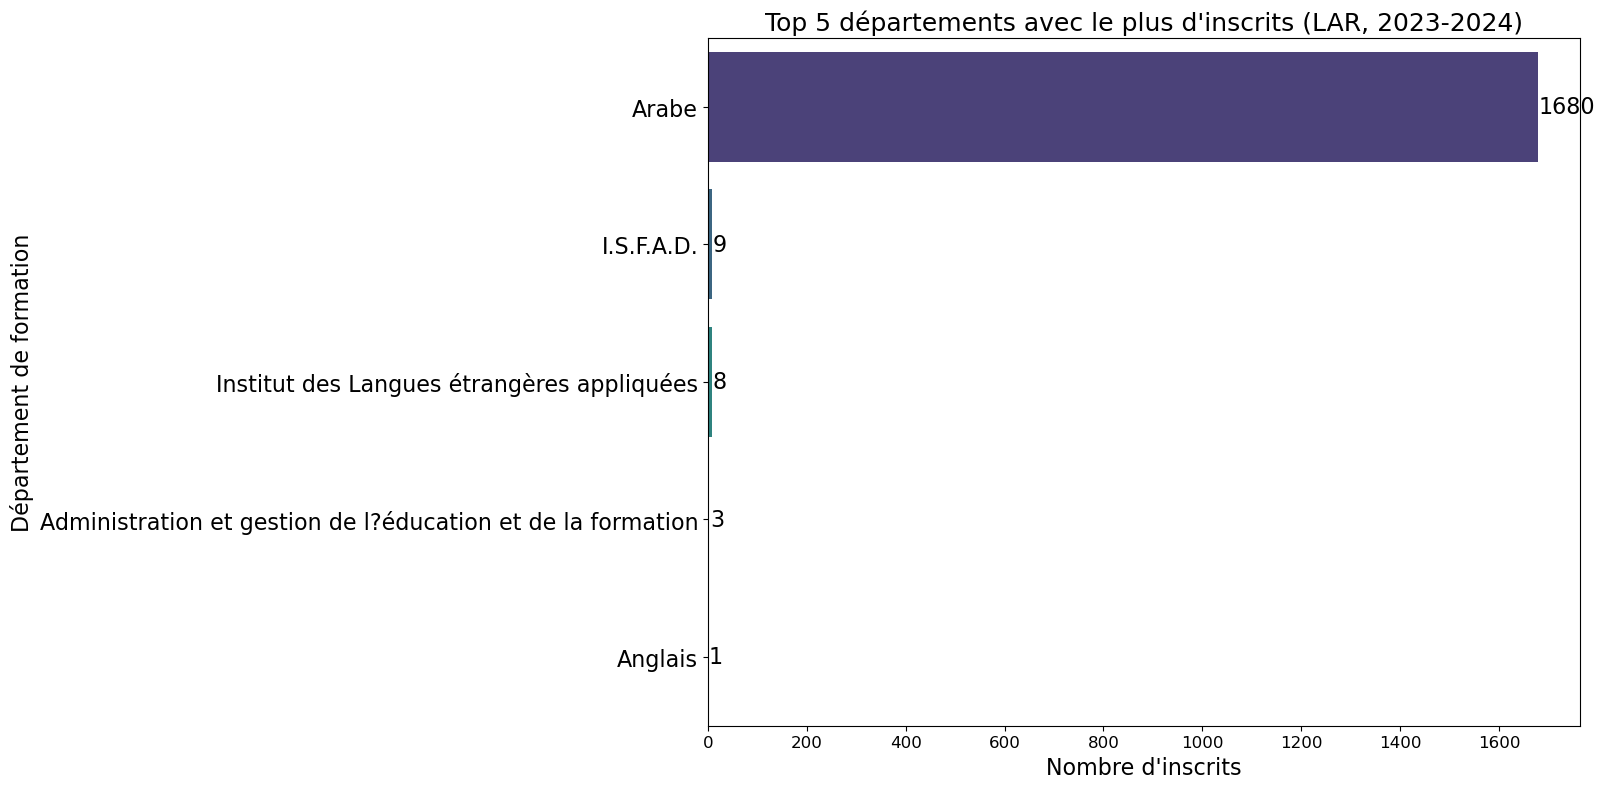 Top 5 départements avec le plus d'inscrits (LAR, 2023-2024)
Département de formation
Arabe
1680
I.S.F.A.D.
9
Institut des Langues étrangères appliquées
8
Administration et gestion de l?éducation et de la formation
3
Anglais
1
0 200 400 600 800 1000 1200 1400 1600
Nombre d'inscrits